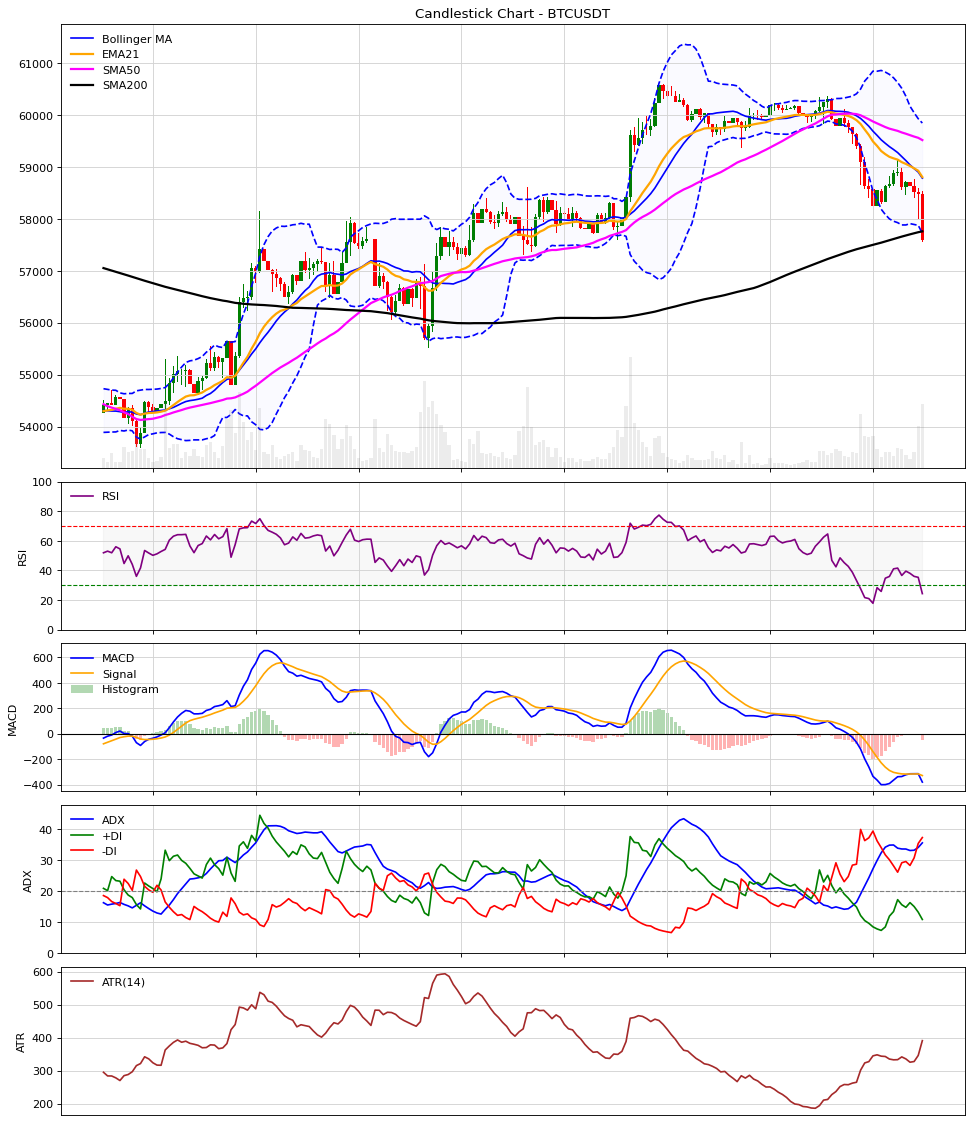 Candlestick Chart - BTCUSDT
Bollinger MA
EMA21
SMA50
SMA200
61000
60000
59000
58000
57000
56000
55000
54000
RSI
RSI
100
80
60
40
20
0
MACD
Signal
Histogram
MACD
600
400
200
0
−200
−400
ADX
+DI
-DI
ADX
40
30
20
10
0
ATR(14)
ATR
600
500
400
300
200